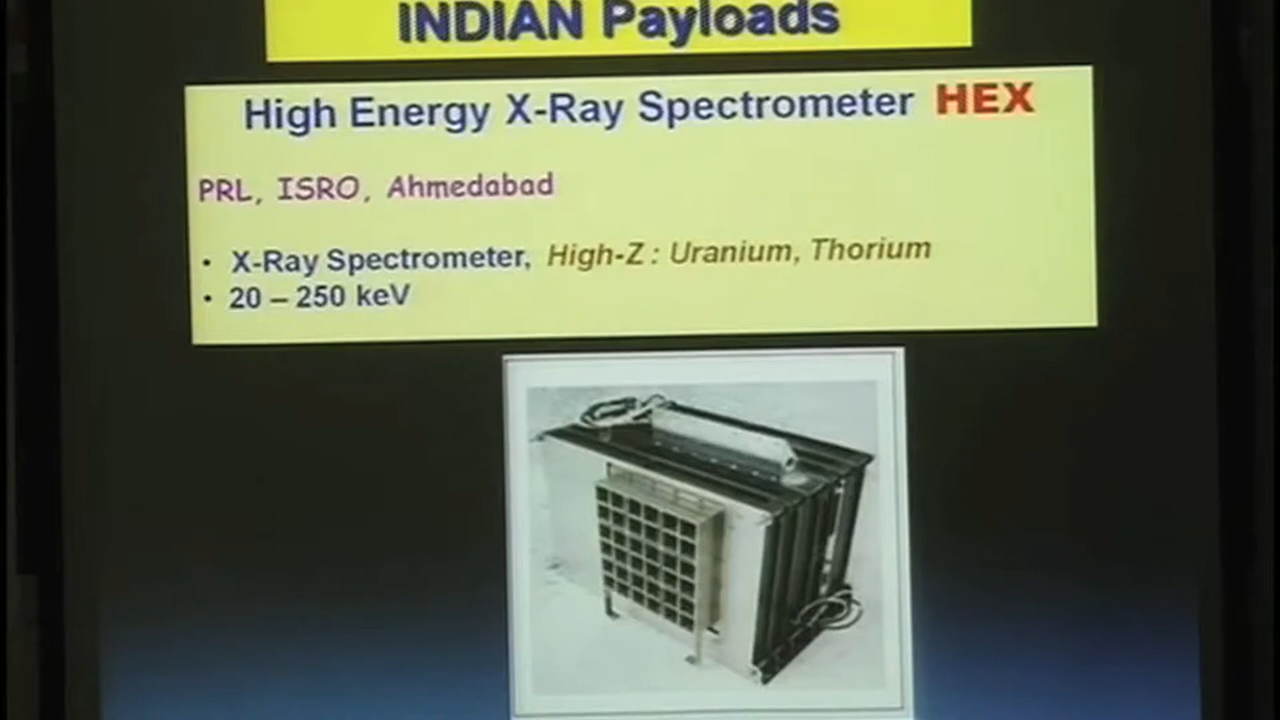 INDIAN Payloads
High Energy X-Ray Spectrometer HEX
PRL, ISRO, Ahmedabad
• X-Ray Spectrometer, High-Z : Uranium, Thorium
• 20 – 250 keV